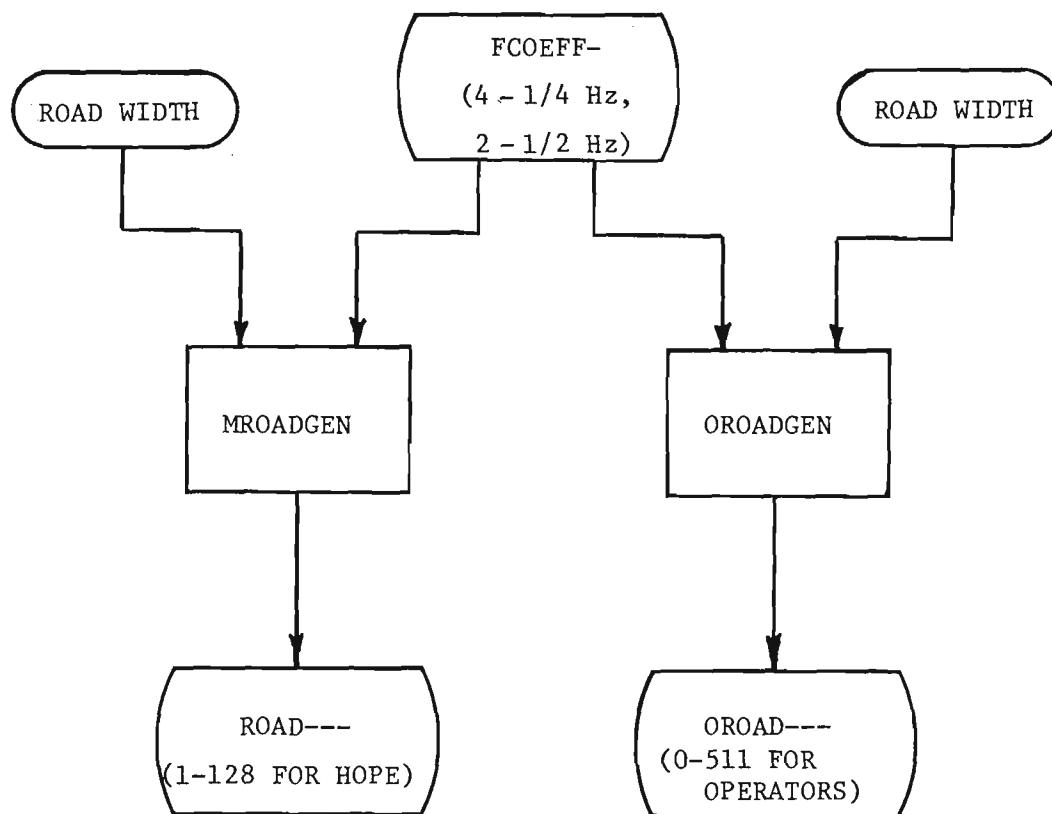 FCOEFF-
(4 - 1/4 Hz,
2 - 1/2 Hz)
ROAD WIDTH
ROAD WIDTH
MROADGEN
OROADGEN
ROAD---
(1-128 FOR HOPE)
OROAD---
(0-511 FOR
OPERATORS)